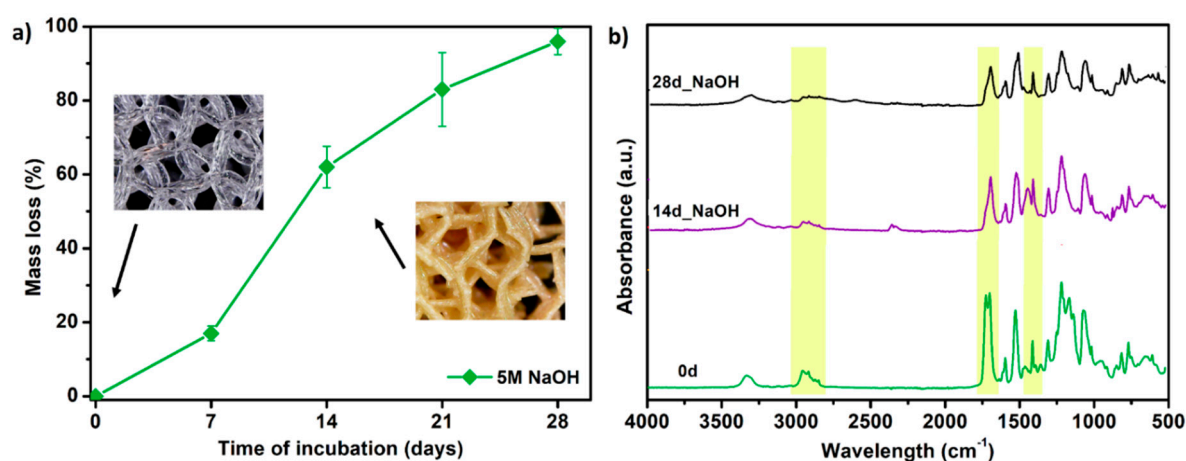 a)
Mass loss (%)
100
80
60
40
20
0
0 7 14 21 28
Time of incubation (days)
5M NaOH
b)
Absorbance (a.u.)
28d_NaOH
14d_NaOH
0d
4000 3500 3000 2500 2000 1500 1000 500
Wavelength (cm⁻¹)